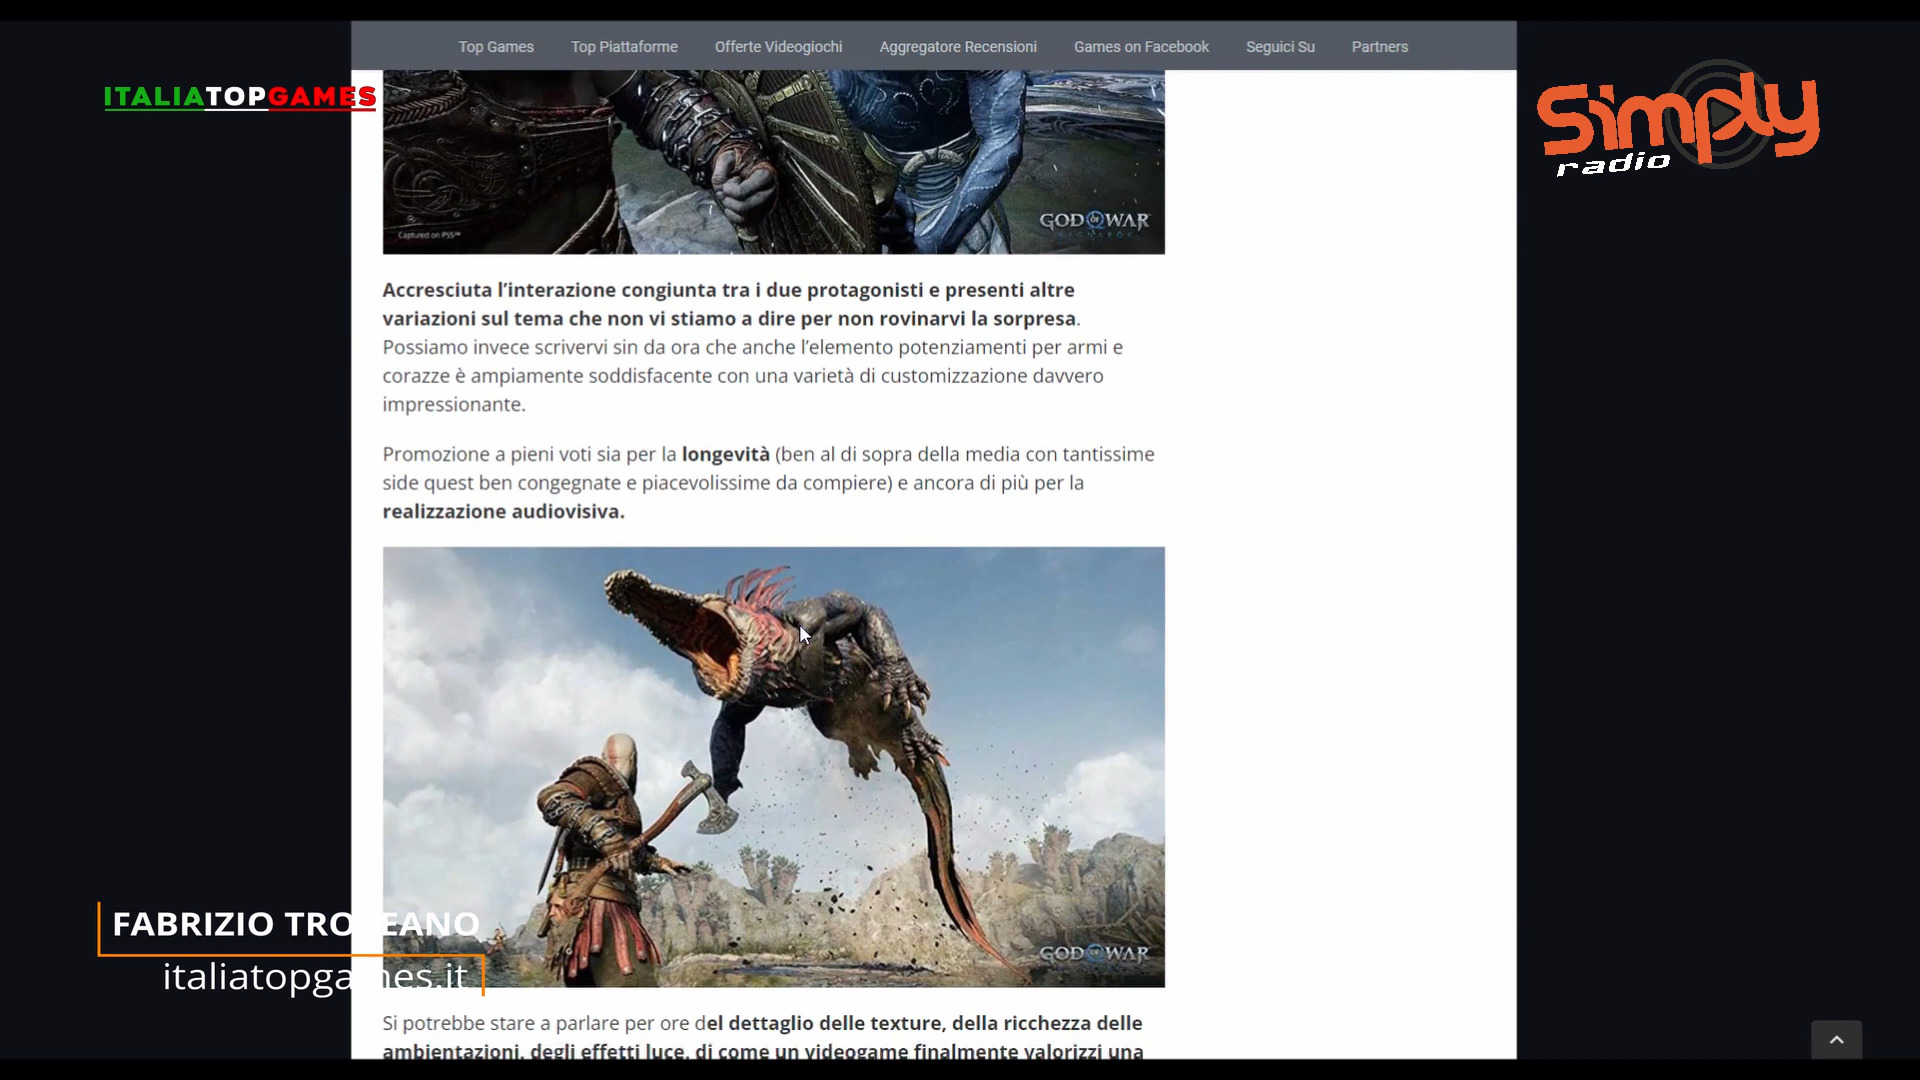 Top Games Top Piattaforme Offerte Videogiochi Aggregatore Recensioni Games on Facebook Seguici Su Partners
ITALIATOPGAMES
Simply
radio
Captured on PS5™
GOD OF WAR
RAGNARÖK
Accresciuta l’interazione congiunta tra i due protagonisti e presenti altre
variazioni sul tema che non vi stiamo a dire per non rovinarvi la sorpresa.
Possiamo invece scrivervi sin da ora che anche l’elemento potenziamenti per armi e
corazze è ampiamente soddisfacente con una varietà di customizzazione davvero
impressionante.
Promozione a pieni voti sia per la longevità (ben al di sopra della media con tantissime
side quest ben congegnate e piacevolissime da compiere) e ancora di più per la
realizzazione audiovisiva.
GOD OF WAR
FABRIZIO
italiatopgames.it
Si potrebbe stare a parlare per ore del dettaglio delle texture, della ricchezza delle
ambientazioni, degli effetti luce, di come un videogame finalmente valorizzi una